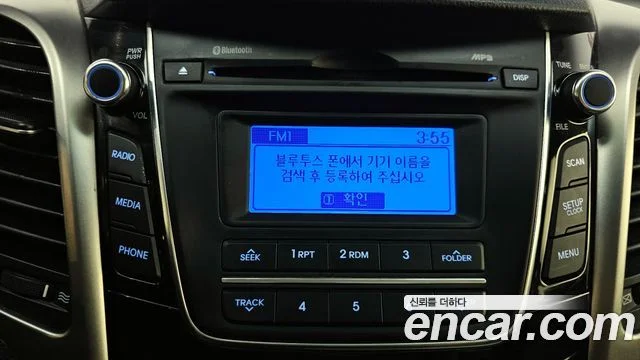 Bluetooth
MP3
PWR
PUSH
TUNE
DISP
VOL
FILE
FM1
3:55
블루투스 폰에서 기기 이름을
검색 후 등록하여 주십시오
① 확인
RADIO
MEDIA
PHONE
SCAN
SETUP
CLOCK
MENU
SEEK
1 RPT
2 RDM
3
FOLDER
TRACK
4
5
신뢰를 더하다
encar.com